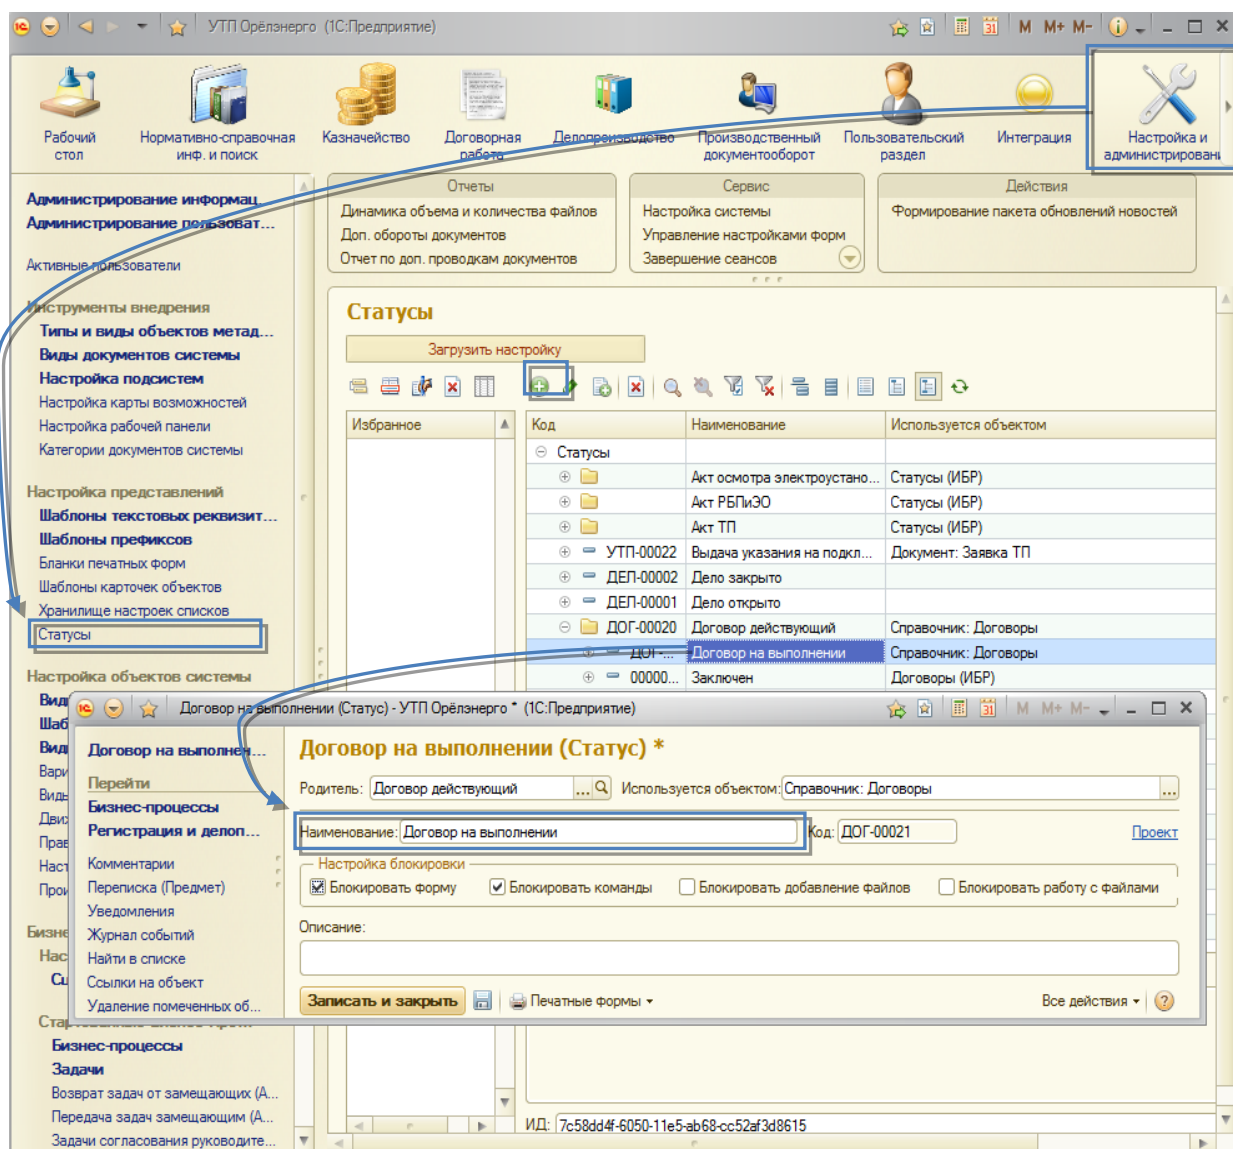 УТП Орёлэнерго (1С:Предприятие)
M M+ M-
Рабочий стол
Нормативно-справочная инф. и поиск
Казначейство
Договорная работа
Делопроизводство
Производственный документооборот
Пользовательский раздел
Интеграция
Настройка и администрировани
Администрирование информац...
Администрирование пользоват...
Активные пользователи
Инструменты внедрения
Типы и виды объектов метад...
Виды документов системы
Настройка подсистем
Настройка карты возможностей
Настройка рабочей панели
Категории документов системы
Настройка представлений
Шаблоны текстовых реквизит...
Шаблоны префиксов
Бланки печатных форм
Шаблоны карточек объектов
Хранилище настроек списков
Статусы
Настройка объектов системы
Отчеты
Динамика объема и количества файлов
Доп. обороты документов
Отчет по доп. проводкам документов
Сервис
Настройка системы
Управление настройками форм
Завершение сеансов
Действия
Формирование пакета обновлений новостей
Статусы
Загрузить настройку
Избранное
Код Наименование Используется объектом
Статусы
Акт осмотра электроустано... Статусы (ИБР)
Акт РБПиЭО Статусы (ИБР)
Акт ТП Статусы (ИБР)
УТП-00022 Выдача указания на подкл... Документ: Заявка ТП
ДЕЛ-00002 Дело закрыто
ДЕЛ-00001 Дело открыто
ДОГ-00020 Договор действующий Справочник: Договоры
ДОГ-... Договор на выполнении Справочник: Договоры
00000... Заключен Договоры (ИБР)
Договор на выполнении (Статус) - УТП Орёлэнерго * (1С:Предприятие)
M M+ M-
Договор на выполнен...
Перейти
Бизнес-процессы
Регистрация и делоп...
Комментарии
Переписка (Предмет)
Уведомления
Журнал событий
Найти в списке
Ссылки на объект
Удаление помеченных об...
Договор на выполнении (Статус) *
Родитель: Договор действующий ... Используется объектом: Справочник: Договоры ...
Наименование: Договор на выполнении Код: ДОГ-00021 Проект
Настройка блокировки
Блокировать форму Блокировать команды Блокировать добавление файлов Блокировать работу с файлами
Описание:
Записать и закрыть Печатные формы Все действия
Бизнес-процессы
Задачи
Возврат задач от замещающих (А...
Передача задач замещающим (А...
Задачи согласования руководите...
ИД: 7c58dd4f-6050-11e5-ab68-cc52af3d8615